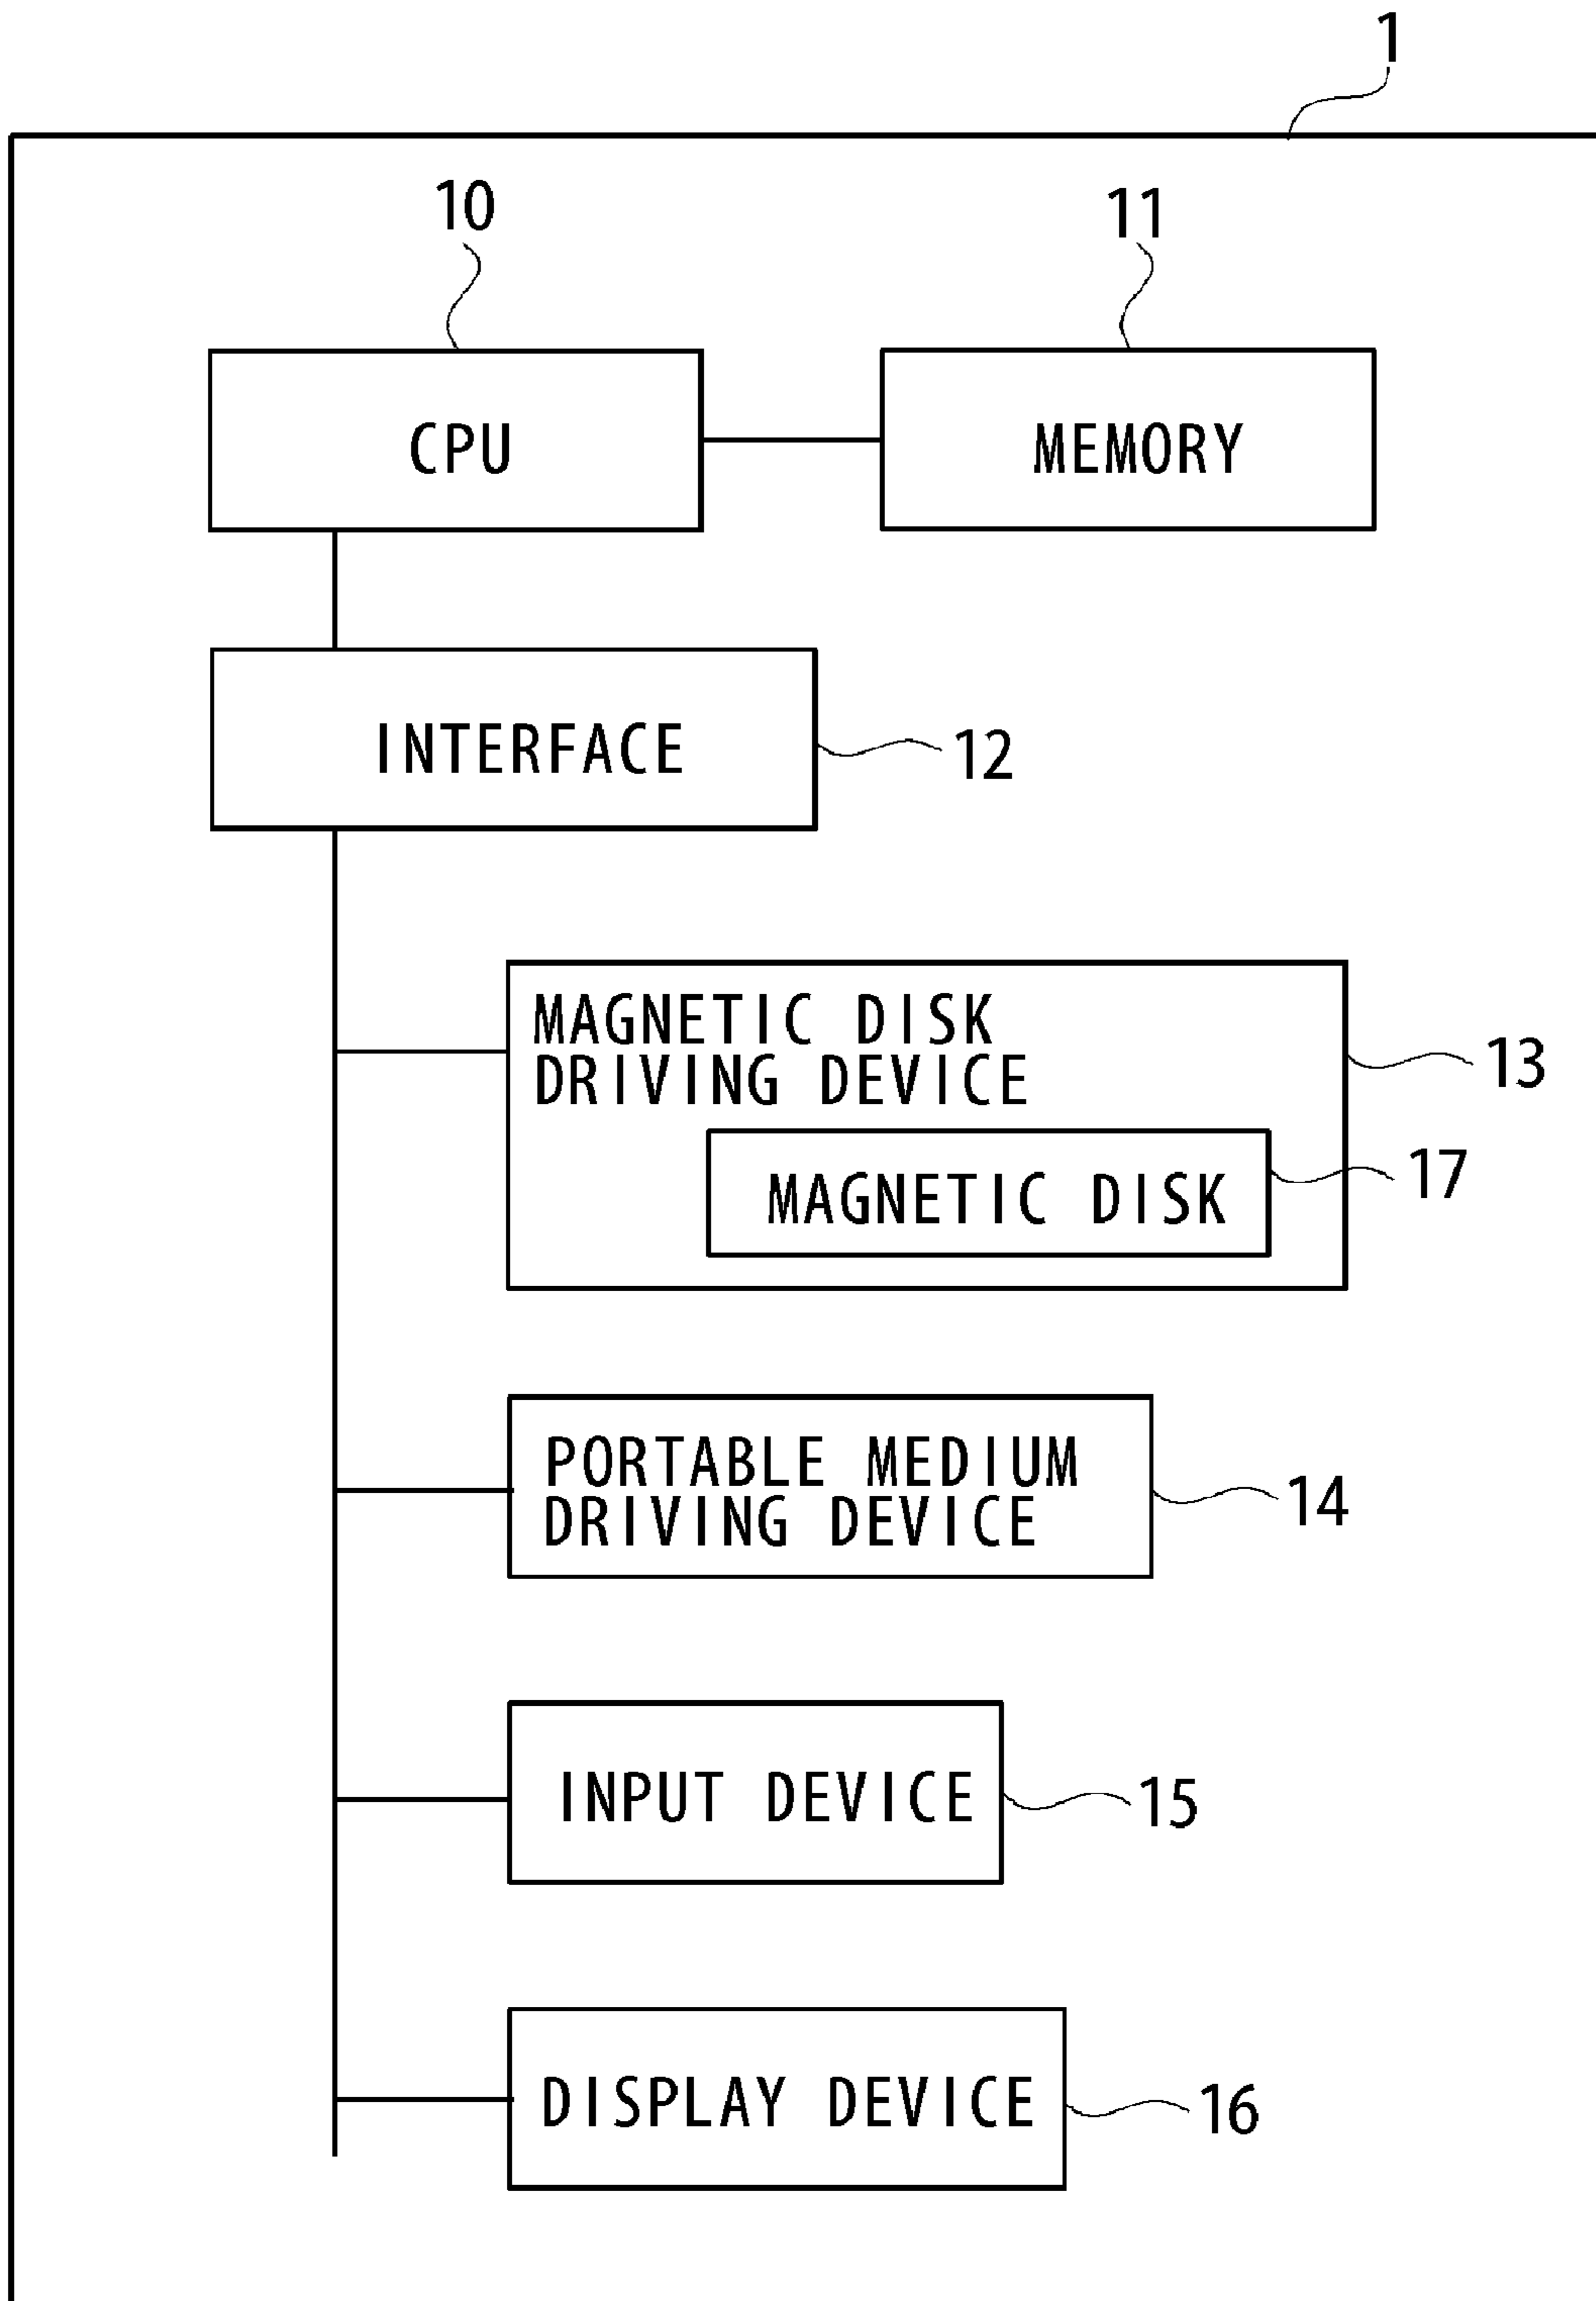 1
10
11
CPU
MEMORY
INTERFACE
12
MAGNETIC DISK
DRIVING DEVICE
13
MAGNETIC DISK
17
PORTABLE MEDIUM
DRIVING DEVICE
14
INPUT DEVICE
15
DISPLAY DEVICE
16